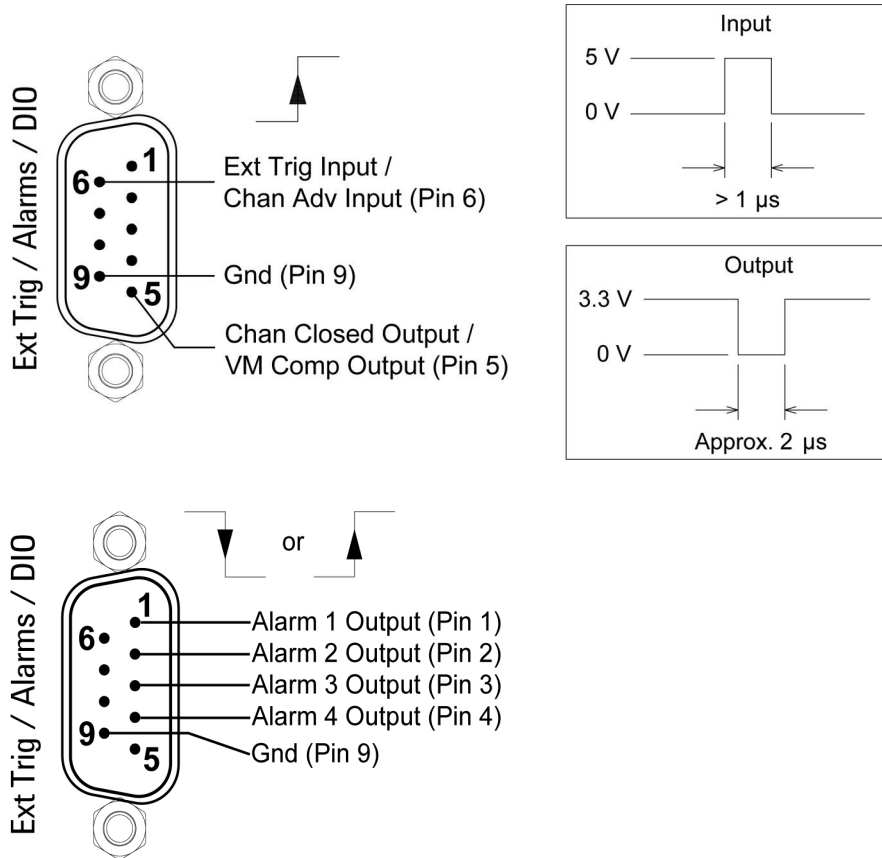 Ext Trig / Alarms / DIO
1
6
9
5
Ext Trig Input /
Chan Adv Input (Pin 6)
Gnd (Pin 9)
Chan Closed Output /
VM Comp Output (Pin 5)
Input
5 V
0 V
> 1 µs
Output
3.3 V
0 V
Approx. 2 µs
Ext Trig / Alarms / DIO
or
1
6
9
5
Alarm 1 Output (Pin 1)
Alarm 2 Output (Pin 2)
Alarm 3 Output (Pin 3)
Alarm 4 Output (Pin 4)
Gnd (Pin 9)